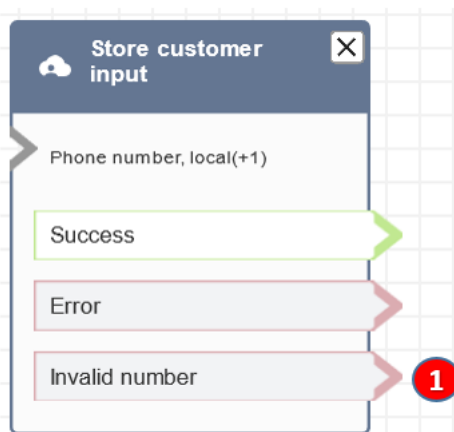 Store customer
input
Phone number, local(+1)
Success
Error
Invalid number
1